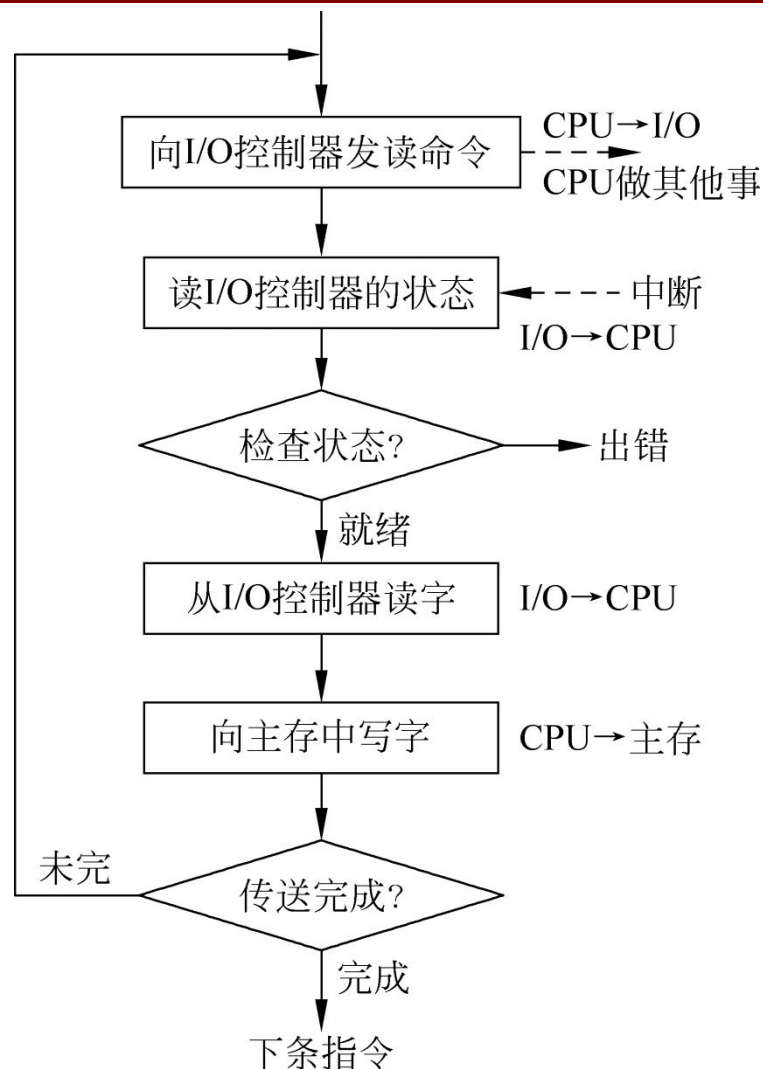 向I/O控制器发读命令
CPU→I/O
CPU做其他事
读I/O控制器的状态
中断
I/O→CPU
检查状态?
出错
就绪
从I/O控制器读字
I/O→CPU
向主存中写字
CPU→主存
未完
传送完成?
完成
下条指令